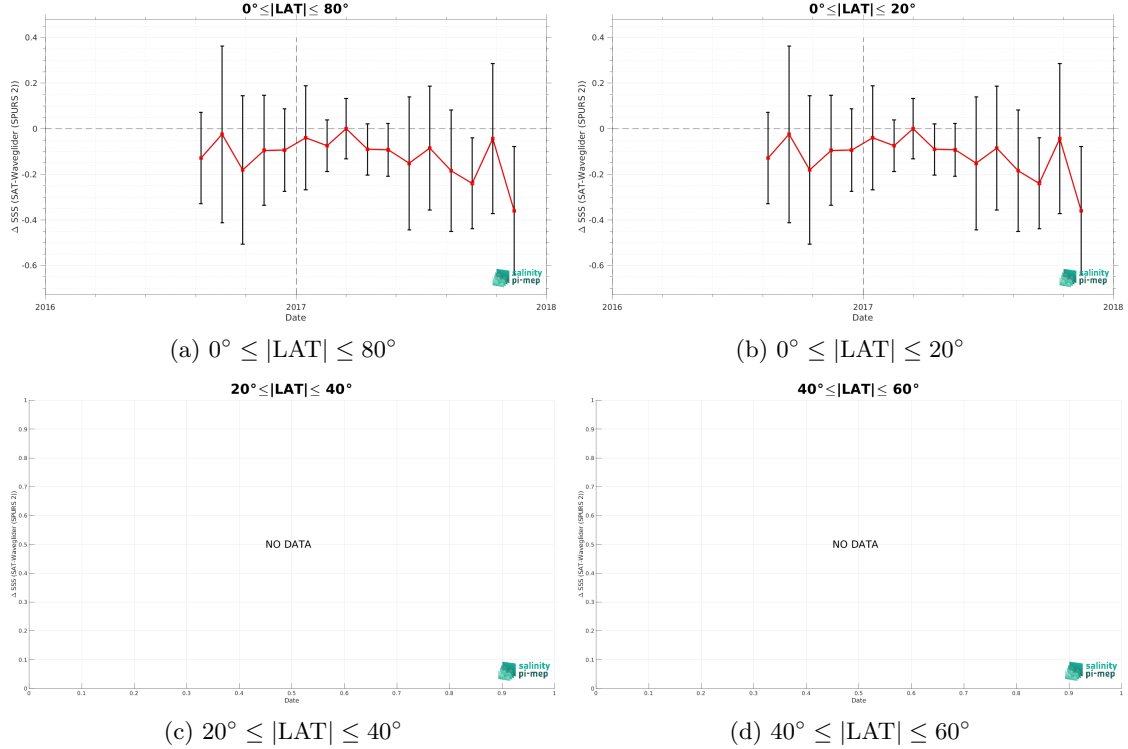 0°≤|LAT|≤ 80°
0.4
0.2
0
-0.2
-0.4
-0.6
Δ SSS (SAT-Waveglider (SPURS 2))
2016
2017
2018
Date
salinity
pi-mep
(a) 0° ≤ |LAT| ≤ 80°
0°≤|LAT|≤ 20°
0.4
0.2
0
-0.2
-0.4
-0.6
Δ SSS (SAT-Waveglider (SPURS 2))
2016
2017
2018
Date
salinity
pi-mep
(b) 0° ≤ |LAT| ≤ 20°
20°≤|LAT|≤ 40°
1
0.9
0.8
0.7
0.6
0.5
0.4
0.3
0.2
0.1
0
Δ SSS (SAT-Waveglider (SPURS 2))
NO DATA
0 0.1 0.2 0.3 0.4 0.5 0.6 0.7 0.8 0.9 1
Date
salinity
pi-mep
(c) 20° ≤ |LAT| ≤ 40°
40°≤|LAT|≤ 60°
1
0.9
0.8
0.7
0.6
0.5
0.4
0.3
0.2
0.1
0
Δ SSS (SAT-Waveglider (SPURS 2))
NO DATA
0 0.1 0.2 0.3 0.4 0.5 0.6 0.7 0.8 0.9 1
Date
salinity
pi-mep
(d) 40° ≤ |LAT| ≤ 60°